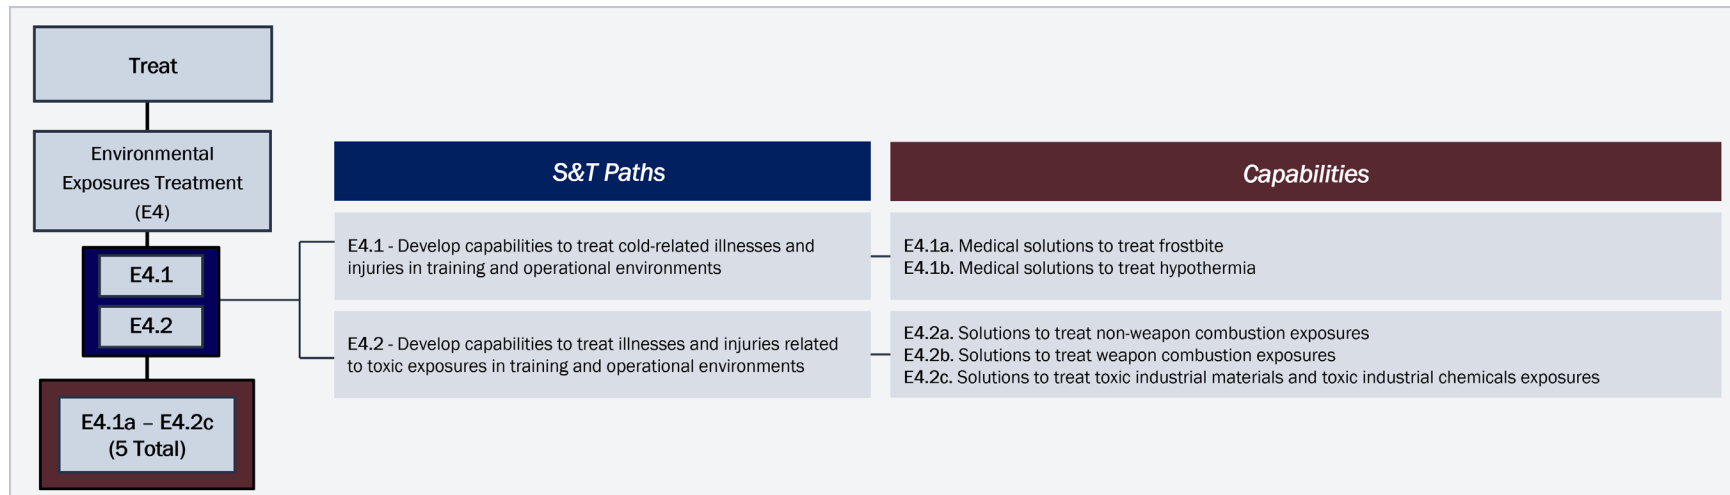 Treat
Environmental
Exposures Treatment
(E4)
E4.1
E4.2
E4.1a – E4.2c
(5 Total)
S&T Paths
Capabilities
E4.1 - Develop capabilities to treat cold-related illnesses and
injuries in training and operational environments
E4.1a. Medical solutions to treat frostbite
E4.1b. Medical solutions to treat hypothermia
E4.2 - Develop capabilities to treat illnesses and injuries related
to toxic exposures in training and operational environments
E4.2a. Solutions to treat non-weapon combustion exposures
E4.2b. Solutions to treat weapon combustion exposures
E4.2c. Solutions to treat toxic industrial materials and toxic industrial chemicals exposures